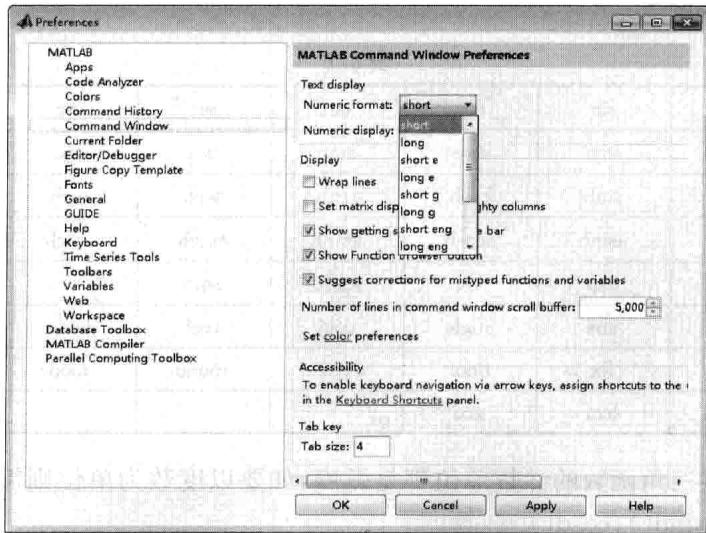 Preferences
MATLAB
Apps
Code Analyzer
Colors
Command History
Command Window
Current Folder
Editor/Debugger
Figure Copy Template
Fonts
General
GUIDE
Help
Keyboard
Time Series Tools
Toolbars
Variables
Web
Workspace
Database Toolbox
MATLAB Compiler
Parallel Computing Toolbox
MATLAB Command Window Preferences
Text display
Numeric format: short
Numeric display:
short
long
short e
long e
short g
long g
short eng
long eng
Display
Wrap lines
Set matrix disp ghty columns
Show getting s e bar
Show Function Browser button
Suggest corrections for mistyped functions and variables
Number of lines in command window scroll buffer: 5,000
Set color preferences
Accessibility
To enable keyboard navigation via arrow keys, assign shortcuts to the
in the Keyboard Shortcuts panel.
Tab key
Tab size: 4
OK Cancel Apply Help